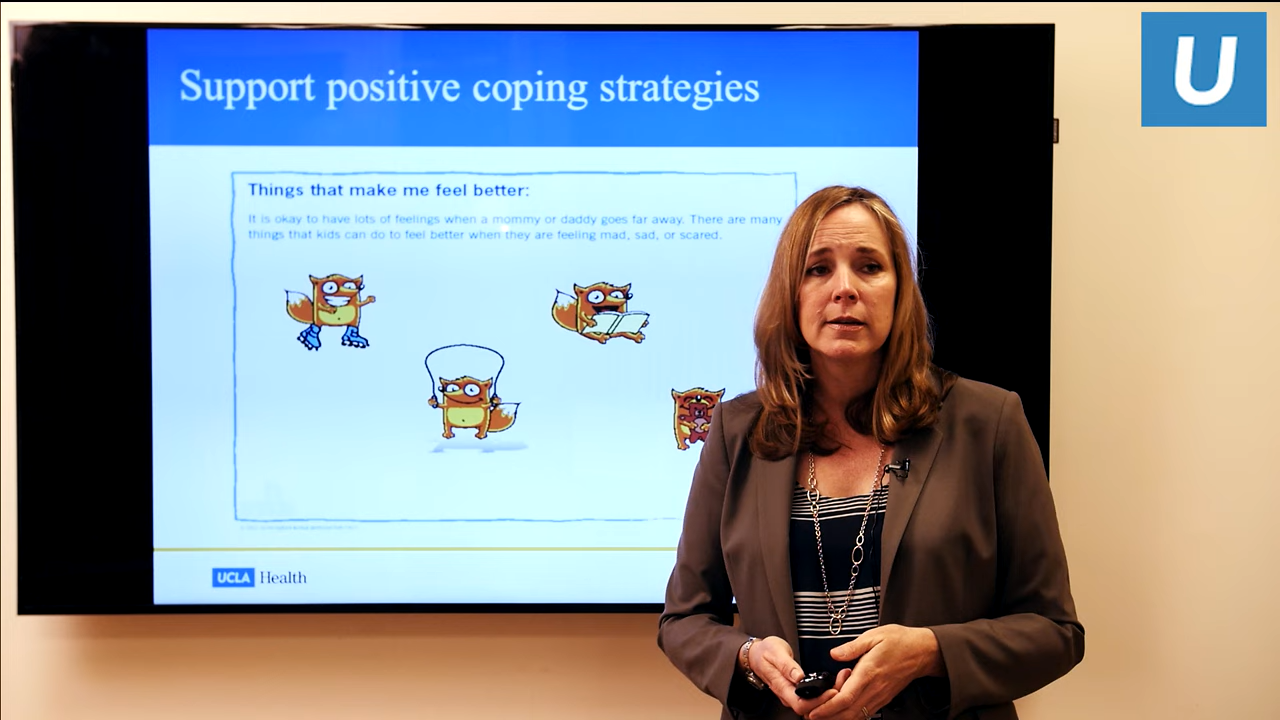 Support positive coping strategies
U
Things that make me feel better:
It is okay to have lots of feelings when a mommy or daddy goes far away. There are many
things that kids can do to feel better when they are feeling mad, sad, or scared.
UCLA Health